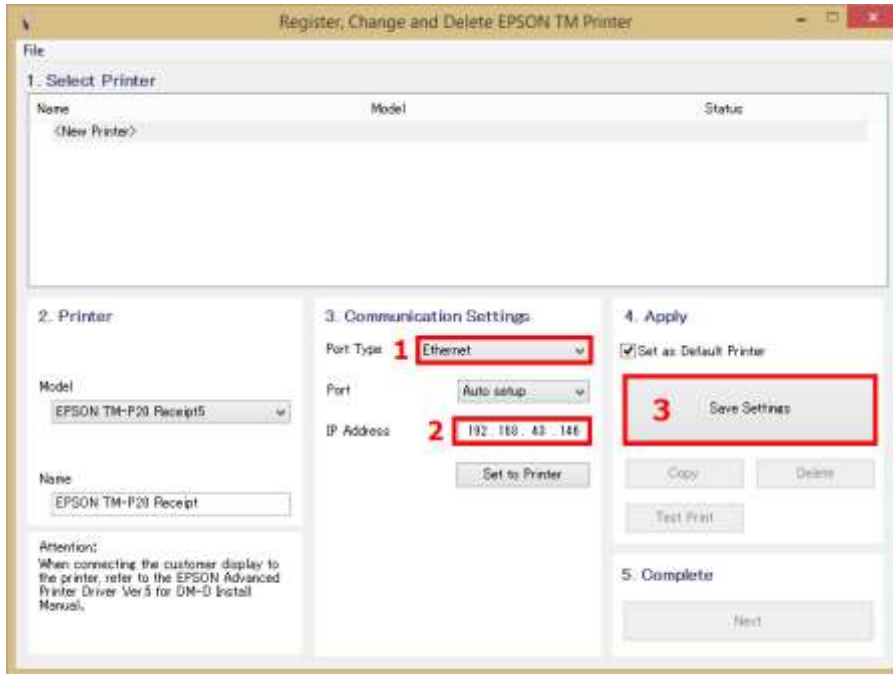 Register, Change and Delete EPSON TM Printer
File
1. Select Printer
Name Model Status
<New Printer>
2. Printer
Model
EPSON TM-P20 Receipt5
Name
EPSON TM-P20 Receipt
Attention:
When connecting the customer display to
the printer, refer to the EPSON Advanced
Printer Driver Ver.5 for DM-D Install
Manual.
3. Communication Settings
Port Type 1 Ethernet
Port Auto setup
IP Address 2 192 . 168 . 43 . 146
Set to Printer
4. Apply
Set as Default Printer
3 Save Settings
Copy Delete
Test Print
5. Complete
Next